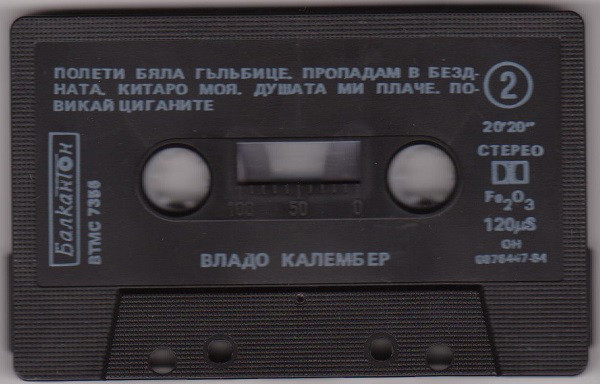 ПОЛЕТИ БЯЛА ГЪЛЪБИЦЕ. ПРОПАДАМ В БЕЗД-
НАТА. КИТАРО МОЯ. ДУШАТА МИ ПЛАЧЕ. ПО-
ВИКАЙ ЦИГАНИТЕ
2
20'20"
СТЕРЕО
Fe2O3
120µS
ОН
0876447-84
Балкантон
ВТМС 7356
100 50 0
ВЛАДО КАЛЕМБЕР